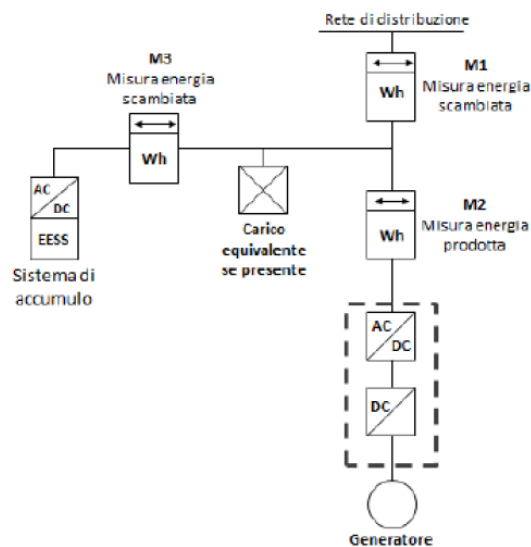 Rete di distribuzione
M3
Misura energia
scambiata
Wh
M1
Misura energia
scambiata
Wh
AC
DC
EESS
Sistema di
accumulo
Carico
equivalente
se presente
M2
Misura energia
prodotta
Wh
AC
DC
DC
Generatore